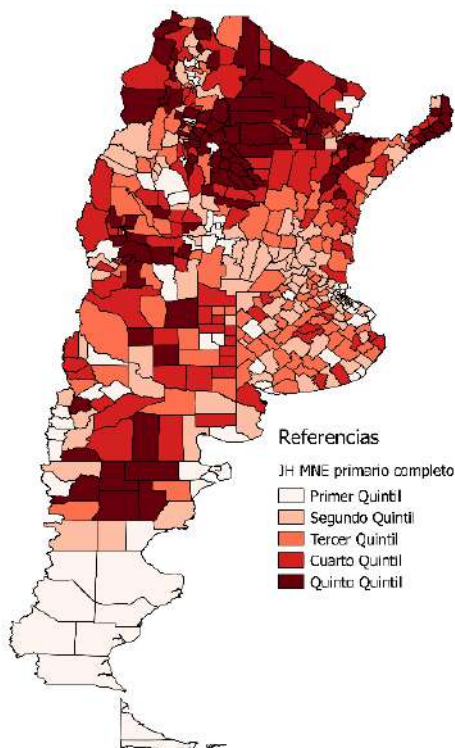 Referencias
JH MNE primario completo
Primer Quintil
Segundo Quintil
Tercer Quintil
Cuarto Quintil
Quinto Quintil